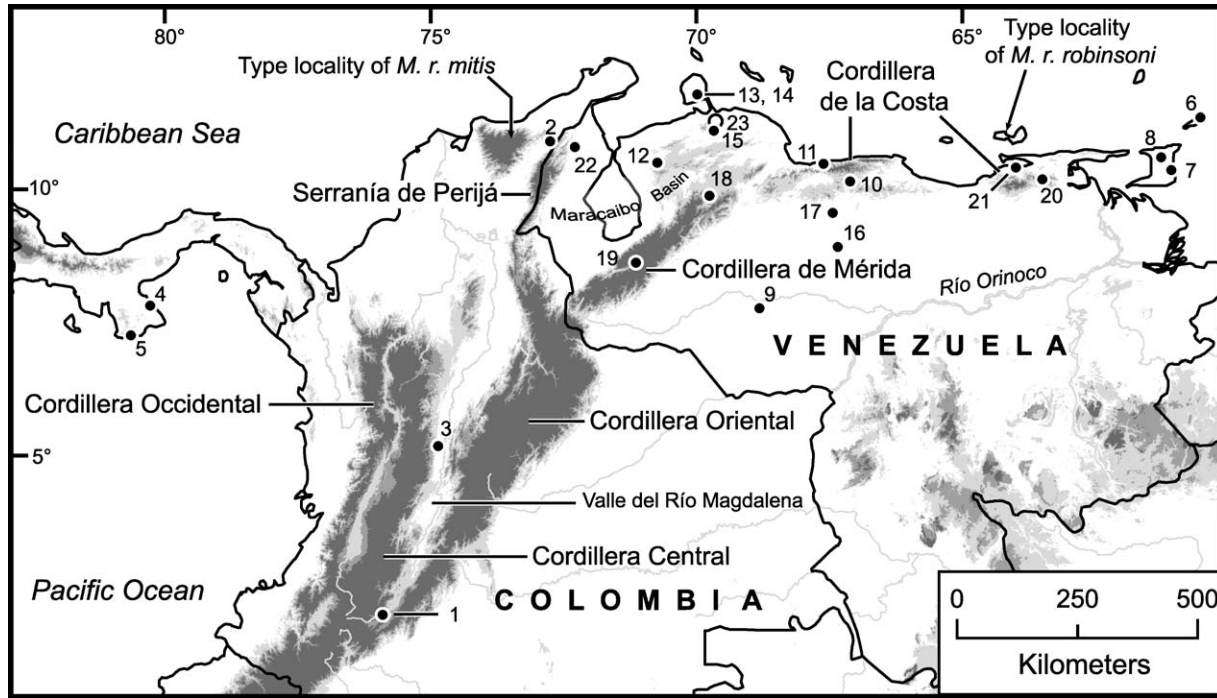 80°
75°
70°
65°
Type locality of M. r. mitis
Type locality
of M. r. robinsoni
Caribbean Sea
Cordillera
de la Costa
13, 14
6
2
23
8
15
22
12
11
7
10°
Serranía de Perijá
Maracaibo Basin
18
10
21
20
17
16
19
Cordillera de Mérida
Río Orinoco
4
5
9
VENEZUELA
Cordillera Occidental
3
Cordillera Oriental
5°
Valle del Río Magdalena
Cordillera Central
Pacific Ocean
1
COLOMBIA
0 250 500
Kilometers